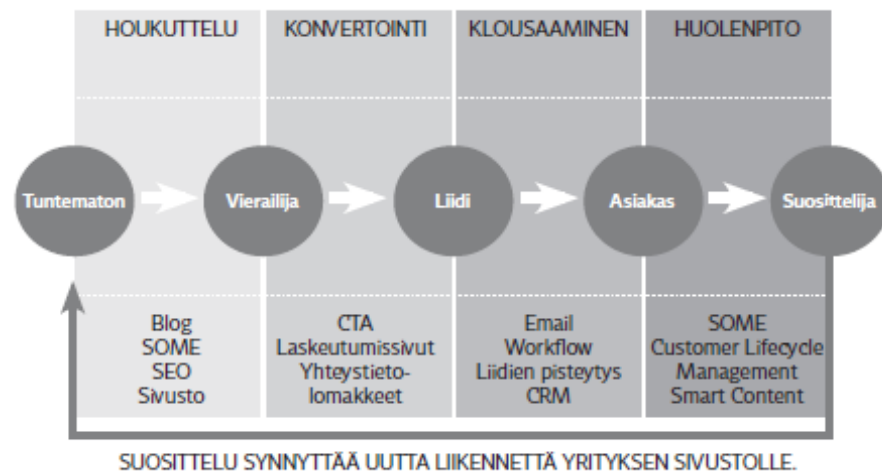 HOUKUTTELU
KONVERTOINTI
KLOUSAAMINEN
HUOLENPITO
Tuntematon
Vierailija
Liidi
Asiakas
Suosittelija
Blog
SOME
SEO
Sivusto
CTA
Laskeutumissivut
Yhteystieto-
lomakkeet
Email
Workflow
Liidien pisteytys
CRM
SOME
Customer Lifecycle
Management
Smart Content
SUOSITTELU SYNNYTTÄÄ UUTTA LIIKENNETTÄ YRITYKSEN SIVUSTOLLE.